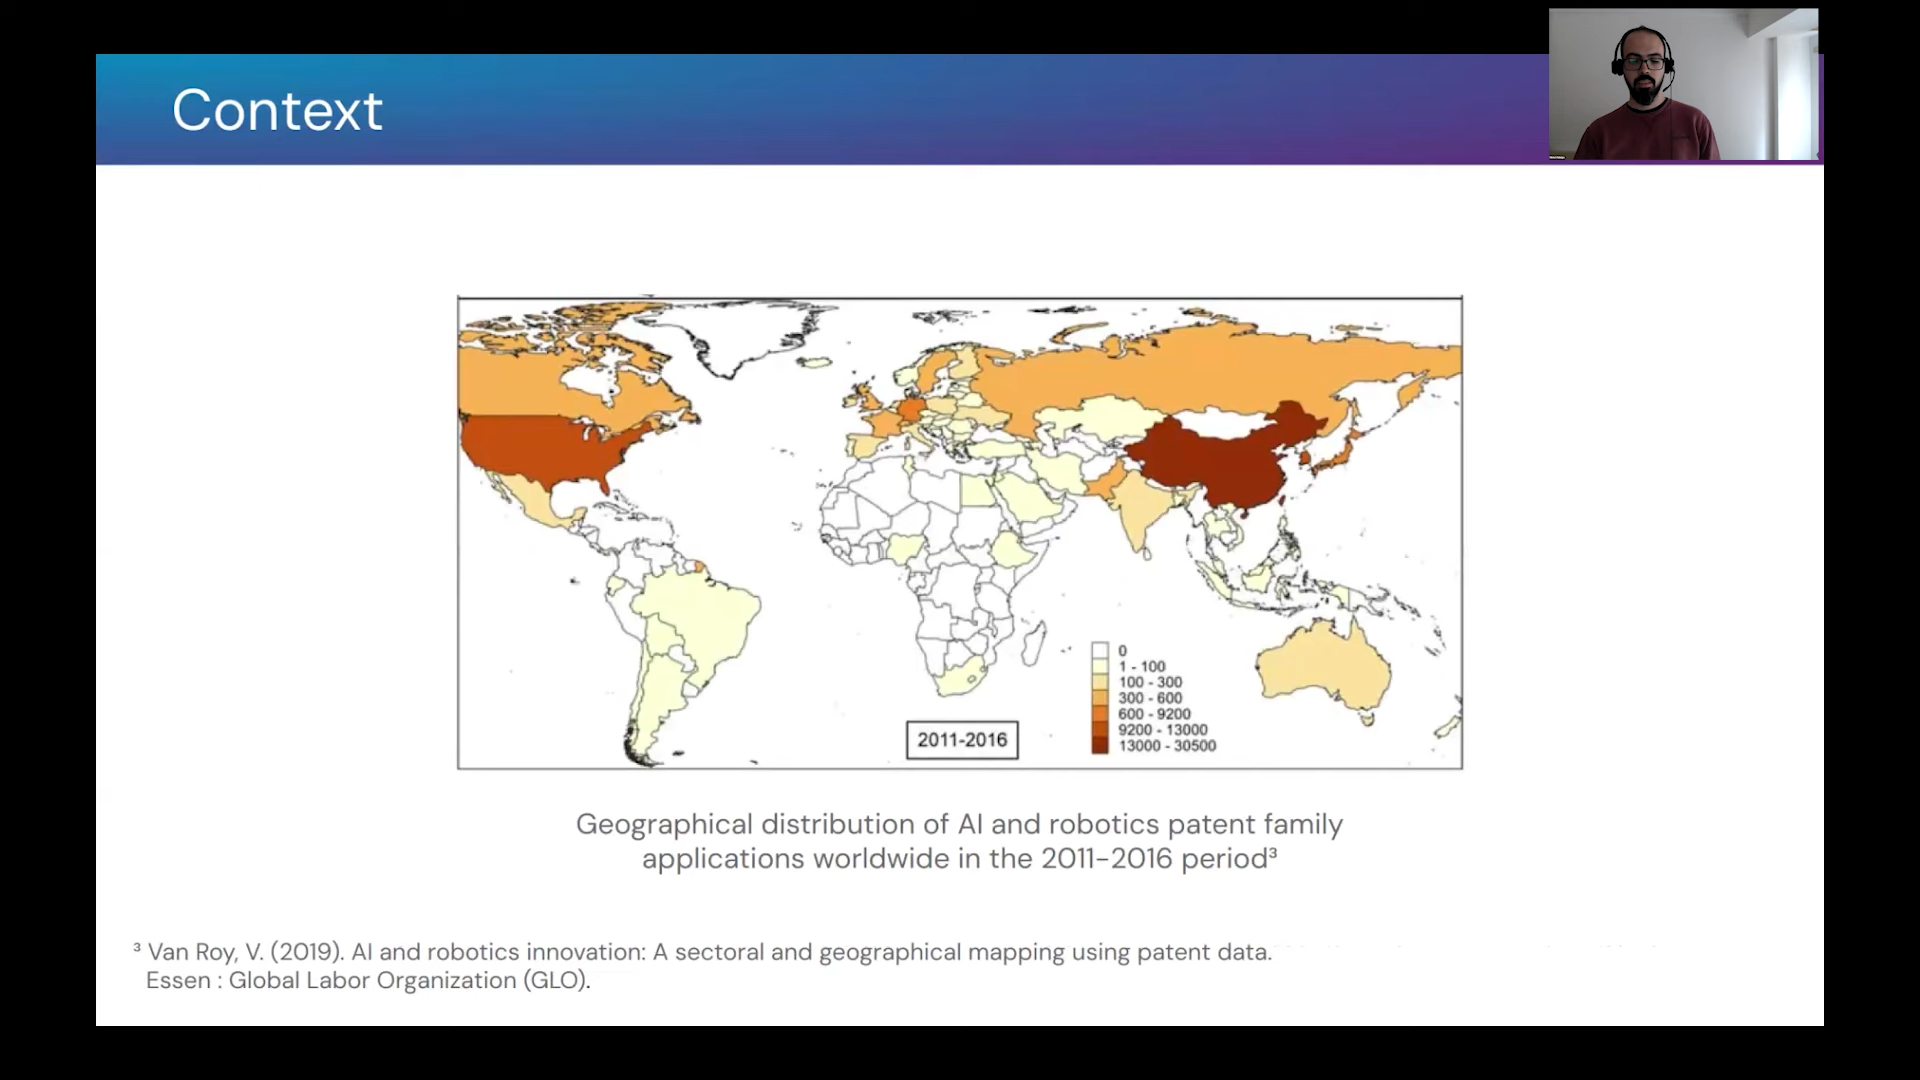 Context
0
1 - 100
100 - 300
300 - 600
600 - 9200
9200 - 13000
13000 - 30500
2011-2016
Geographical distribution of AI and robotics patent family
applications worldwide in the 2011-2016 period³
³ Van Roy, V. (2019). AI and robotics innovation: A sectoral and geographical mapping using patent data.
Essen : Global Labor Organization (GLO).